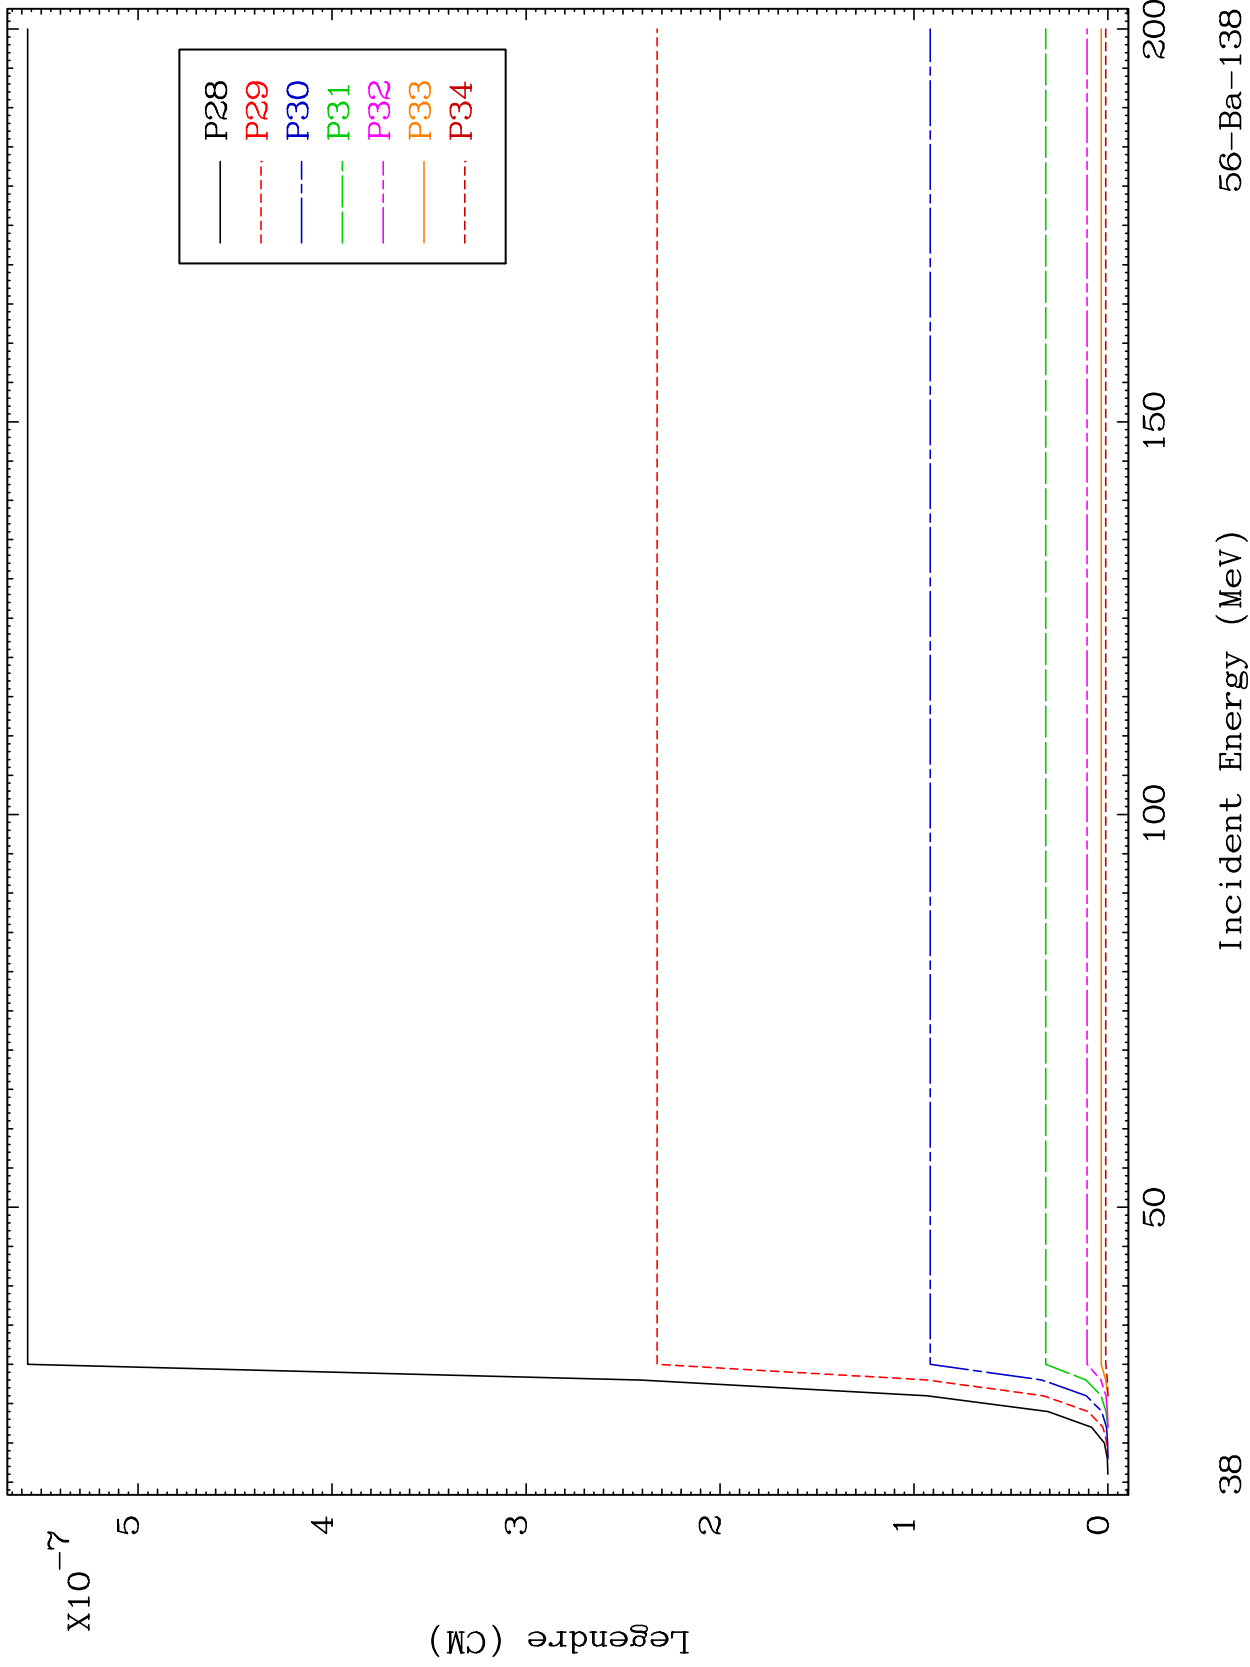 X10-7
5
4
3
2
1
0
Legendre (CM)
P28
P29
P30
P31
P32
P33
P34
50
100
150
200
38
Incident Energy (MeV)
56-Ba-138